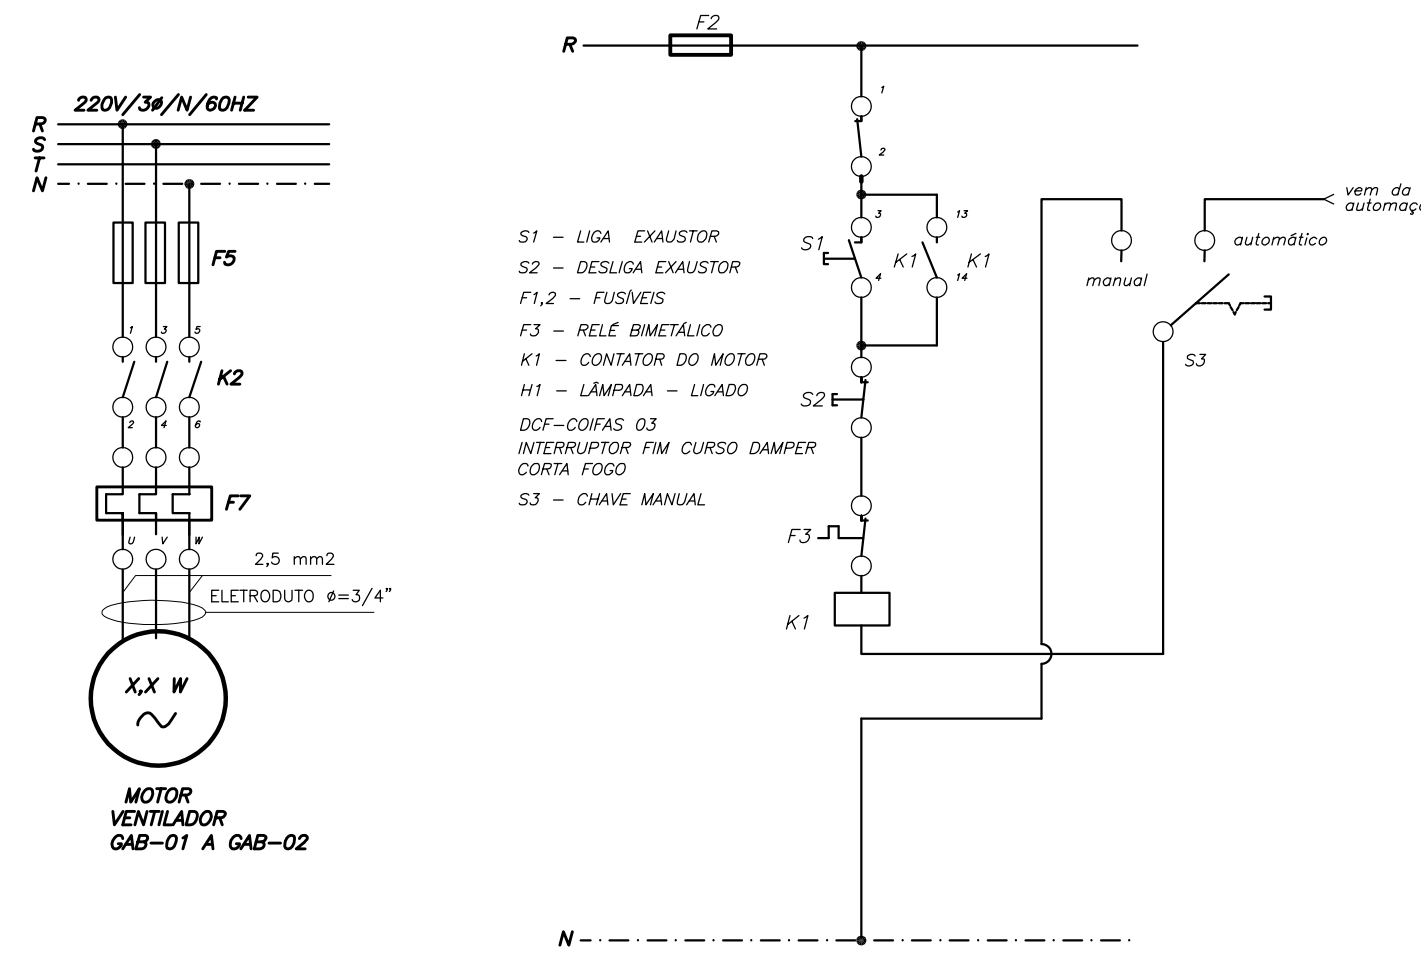 F2
R
1
2
220V/3ø/N/60HZ
R
S
T
N
F5
1 3 5
K2
2 4 6
F7
U V W
2,5 mm2
ELETRODUTO ø=3/4”
X,X W
MOTOR
VENTILADOR
GAB-01 A GAB-02
S1 - LIGA EXAUSTOR
S2 - DESLIGA EXAUSTOR
F1,2 - FUSÍVEIS
F3 - RELÉ BIMETÁLICO
K1 - CONTATOR DO MOTOR
H1 - LÂMPADA - LIGADO
DCF-COIFAS 03
INTERRUPTOR FIM CURSO DAMPER
CORTA FOGO
S3 - CHAVE MANUAL
3 13
S1 K1 K1
4 14
S2
F3
K1
vem da
automaç
automático
manual
S3
N